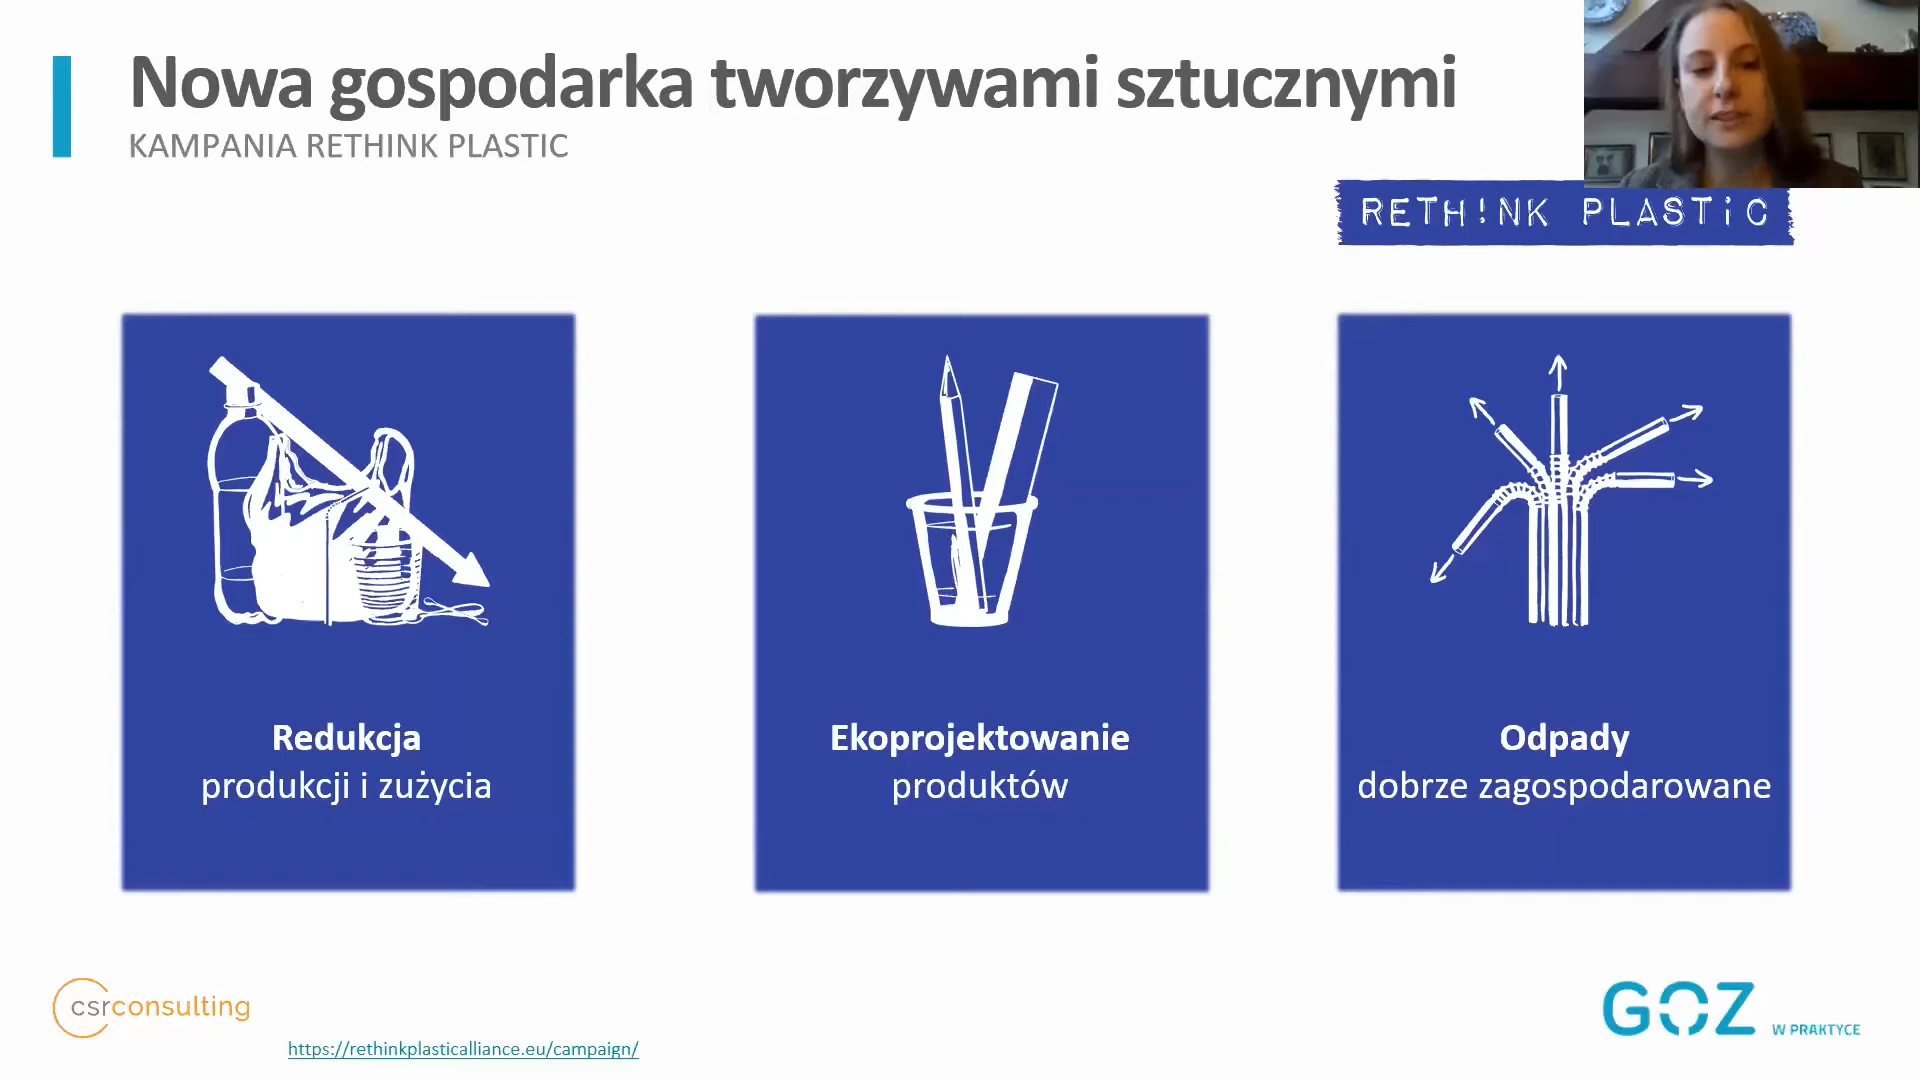 Nowa gospodarka tworzywami sztucznymi
KAMPANIA RETHINK PLASTIC
RETH!NK PLASTiC
Redukcja
produkcji i zużycia
Ekoprojektowanie
produktów
Odpady
dobrze zagospodarowane
csrconsulting
https://rethinkplasticalliance.eu/campaign/
GOZ W PRAKTYCE